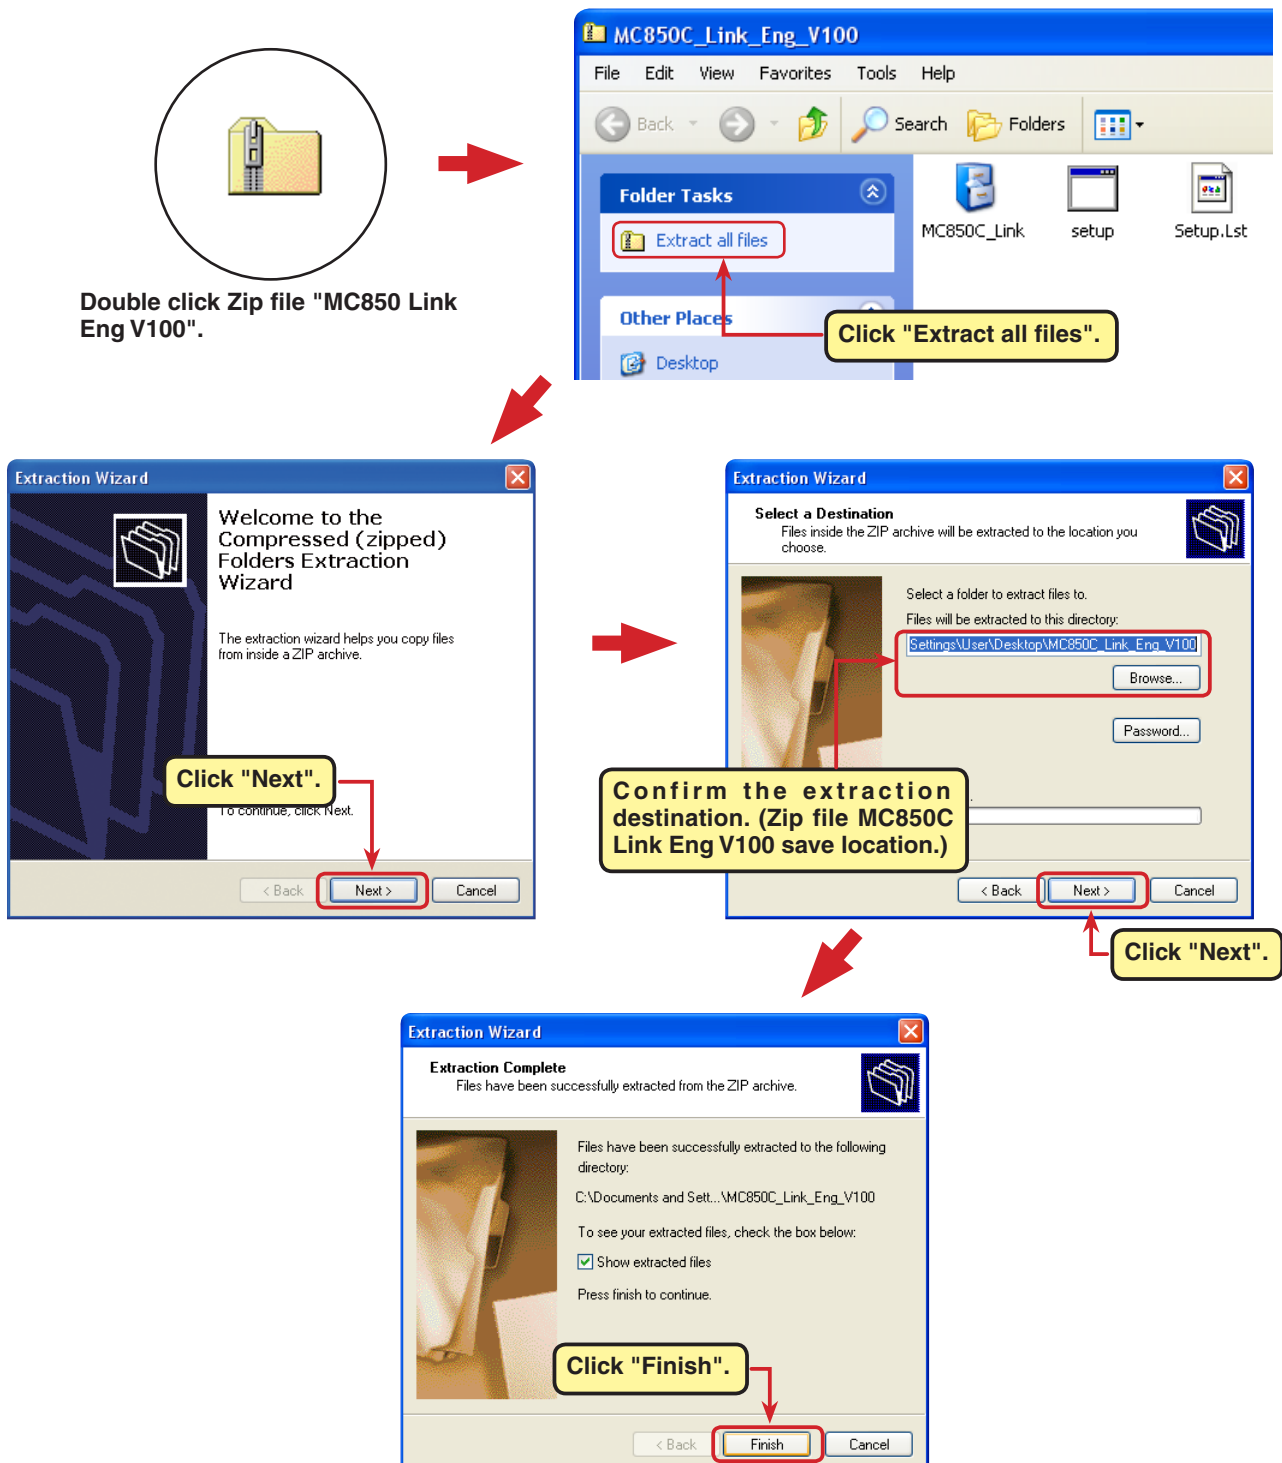 Double click Zip file "MC850 Link
Eng V100".
MC850C_Link_Eng_V100
File Edit View Favorites Tools Help
Back Search Folders
Folder Tasks
Extract all files
MC850C_Link setup Setup.Lst
Other Places
Click "Extract all files".
Desktop
Extraction Wizard
Welcome to the
Compressed (zipped)
Folders Extraction
Wizard
The extraction wizard helps you copy files
from inside a ZIP archive.
Click "Next".
To continue, click Next.
< Back Next > Cancel
Extraction Wizard
Select a Destination
Files inside the ZIP archive will be extracted to the location you
choose.
Select a folder to extract files to.
Files will be extracted to this directory:
Settings\User\Desktop\MC850C_Link_Eng_V100
Browse...
Password...
Confirm the extraction
destination. (Zip file MC850C
Link Eng V100 save location.)
< Back Next > Cancel
Click "Next".
Extraction Wizard
Extraction Complete
Files have been successfully extracted from the ZIP archive.
Files have been successfully extracted to the following
directory:
C:\Documents and Sett...\MC850C_Link_Eng_V100
To see your extracted files, check the box below:
Show extracted files
Press finish to continue.
Click "Finish".
< Back Finish Cancel